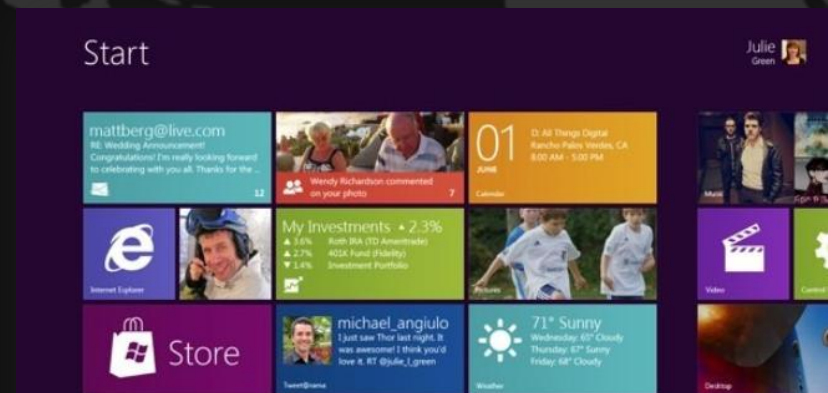 Start
Julie
Green
mattberg@live.com
RE: Wedding Announcement!
Congratulations! I'm really looking forward
to celebrating with you all. Thanks for the ...
12
Wendy Richardson commented
on your photo
7
01
JUNE
D: All Things Digital
Rancho Palos Verdes, CA
8:00 AM - 5:00 PM
Calendar
Music
Internet Explorer
My Investments ▲ 2.3%
▲ 3.6% Roth IRA (TD Ameritrade)
▲ 2.7% 401K Fund (Fidelity)
▼ 1.4% Investment Portfolio
Pictures
Video
Control
Store
michael_angiulo
I just saw Thor last night. It
was awesome! I think you'd
love it. RT @julie_l_green
Tweet@rama
71° Sunny
Wednesday: 65° Cloudy
Thursday: 67° Sunny
Friday: 68° Cloudy
Weather
Desktop